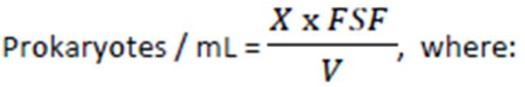 Prokaryotes / mL = X x FSF / V, where: